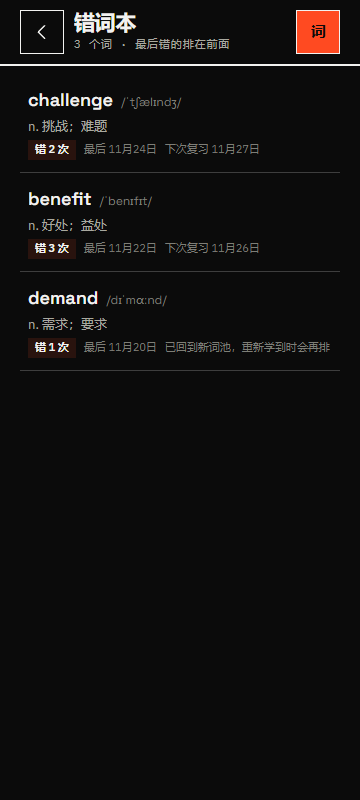 错词本
3 个词 · 最后错的排在前面
词
challenge /ˈtʃælɪndʒ/
n. 挑战；难题
错 2 次 最后 11月24日 下次复习 11月27日
benefit /ˈbenɪfɪt/
n. 好处；益处
错 3 次 最后 11月22日 下次复习 11月26日
demand /dɪˈmɑːnd/
n. 需求；要求
错 1 次 最后 11月20日 已回到新词池，重新学到时会再排